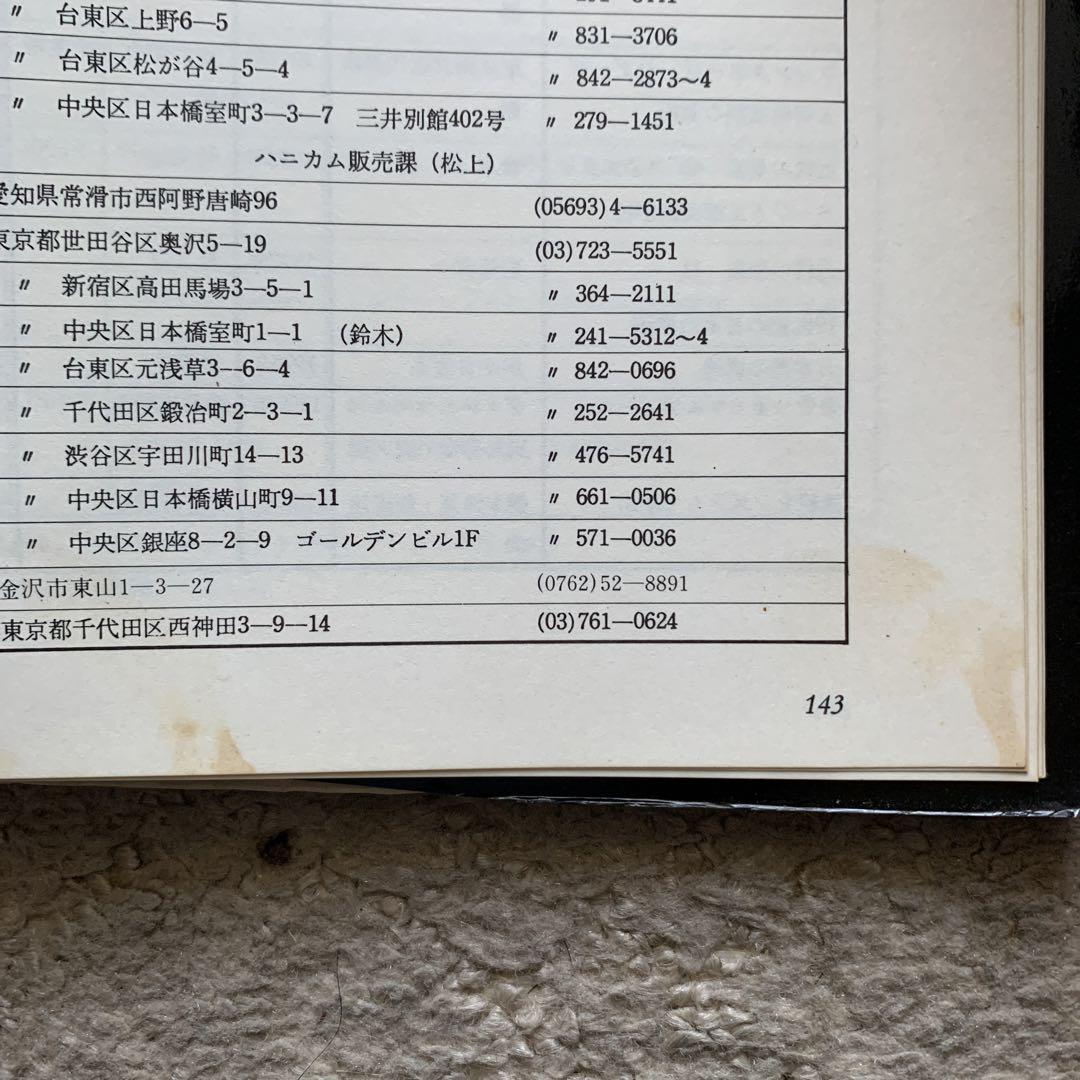 〃 台東区上野6—5 〃 831—3706
〃 台東区松が谷4—5—4 〃 842—2873〜4
〃 中央区日本橋室町3—3—7 三井別館402号 〃 279—1451
ハニカム販売課（松上）
愛知県常滑市西阿野唐崎96 (05693)4—6133
東京都世田谷区奥沢5—19 (03)723—5551
〃 新宿区高田馬場3—5—1 〃 364—2111
〃 中央区日本橋室町1—1 （鈴木） 〃 241—5312〜4
〃 台東区元浅草3—6—4 〃 842—0696
〃 千代田区鍛冶町2—3—1 〃 252—2641
〃 渋谷区宇田川町14—13 〃 476—5741
〃 中央区日本橋横山町9—11 〃 661—0506
〃 中央区銀座8—2—9 ゴールデンビル1F 〃 571—0036
金沢市東山1—3—27 (0762)52—8891
東京都千代田区西神田3—9—14 (03)761—0624
143